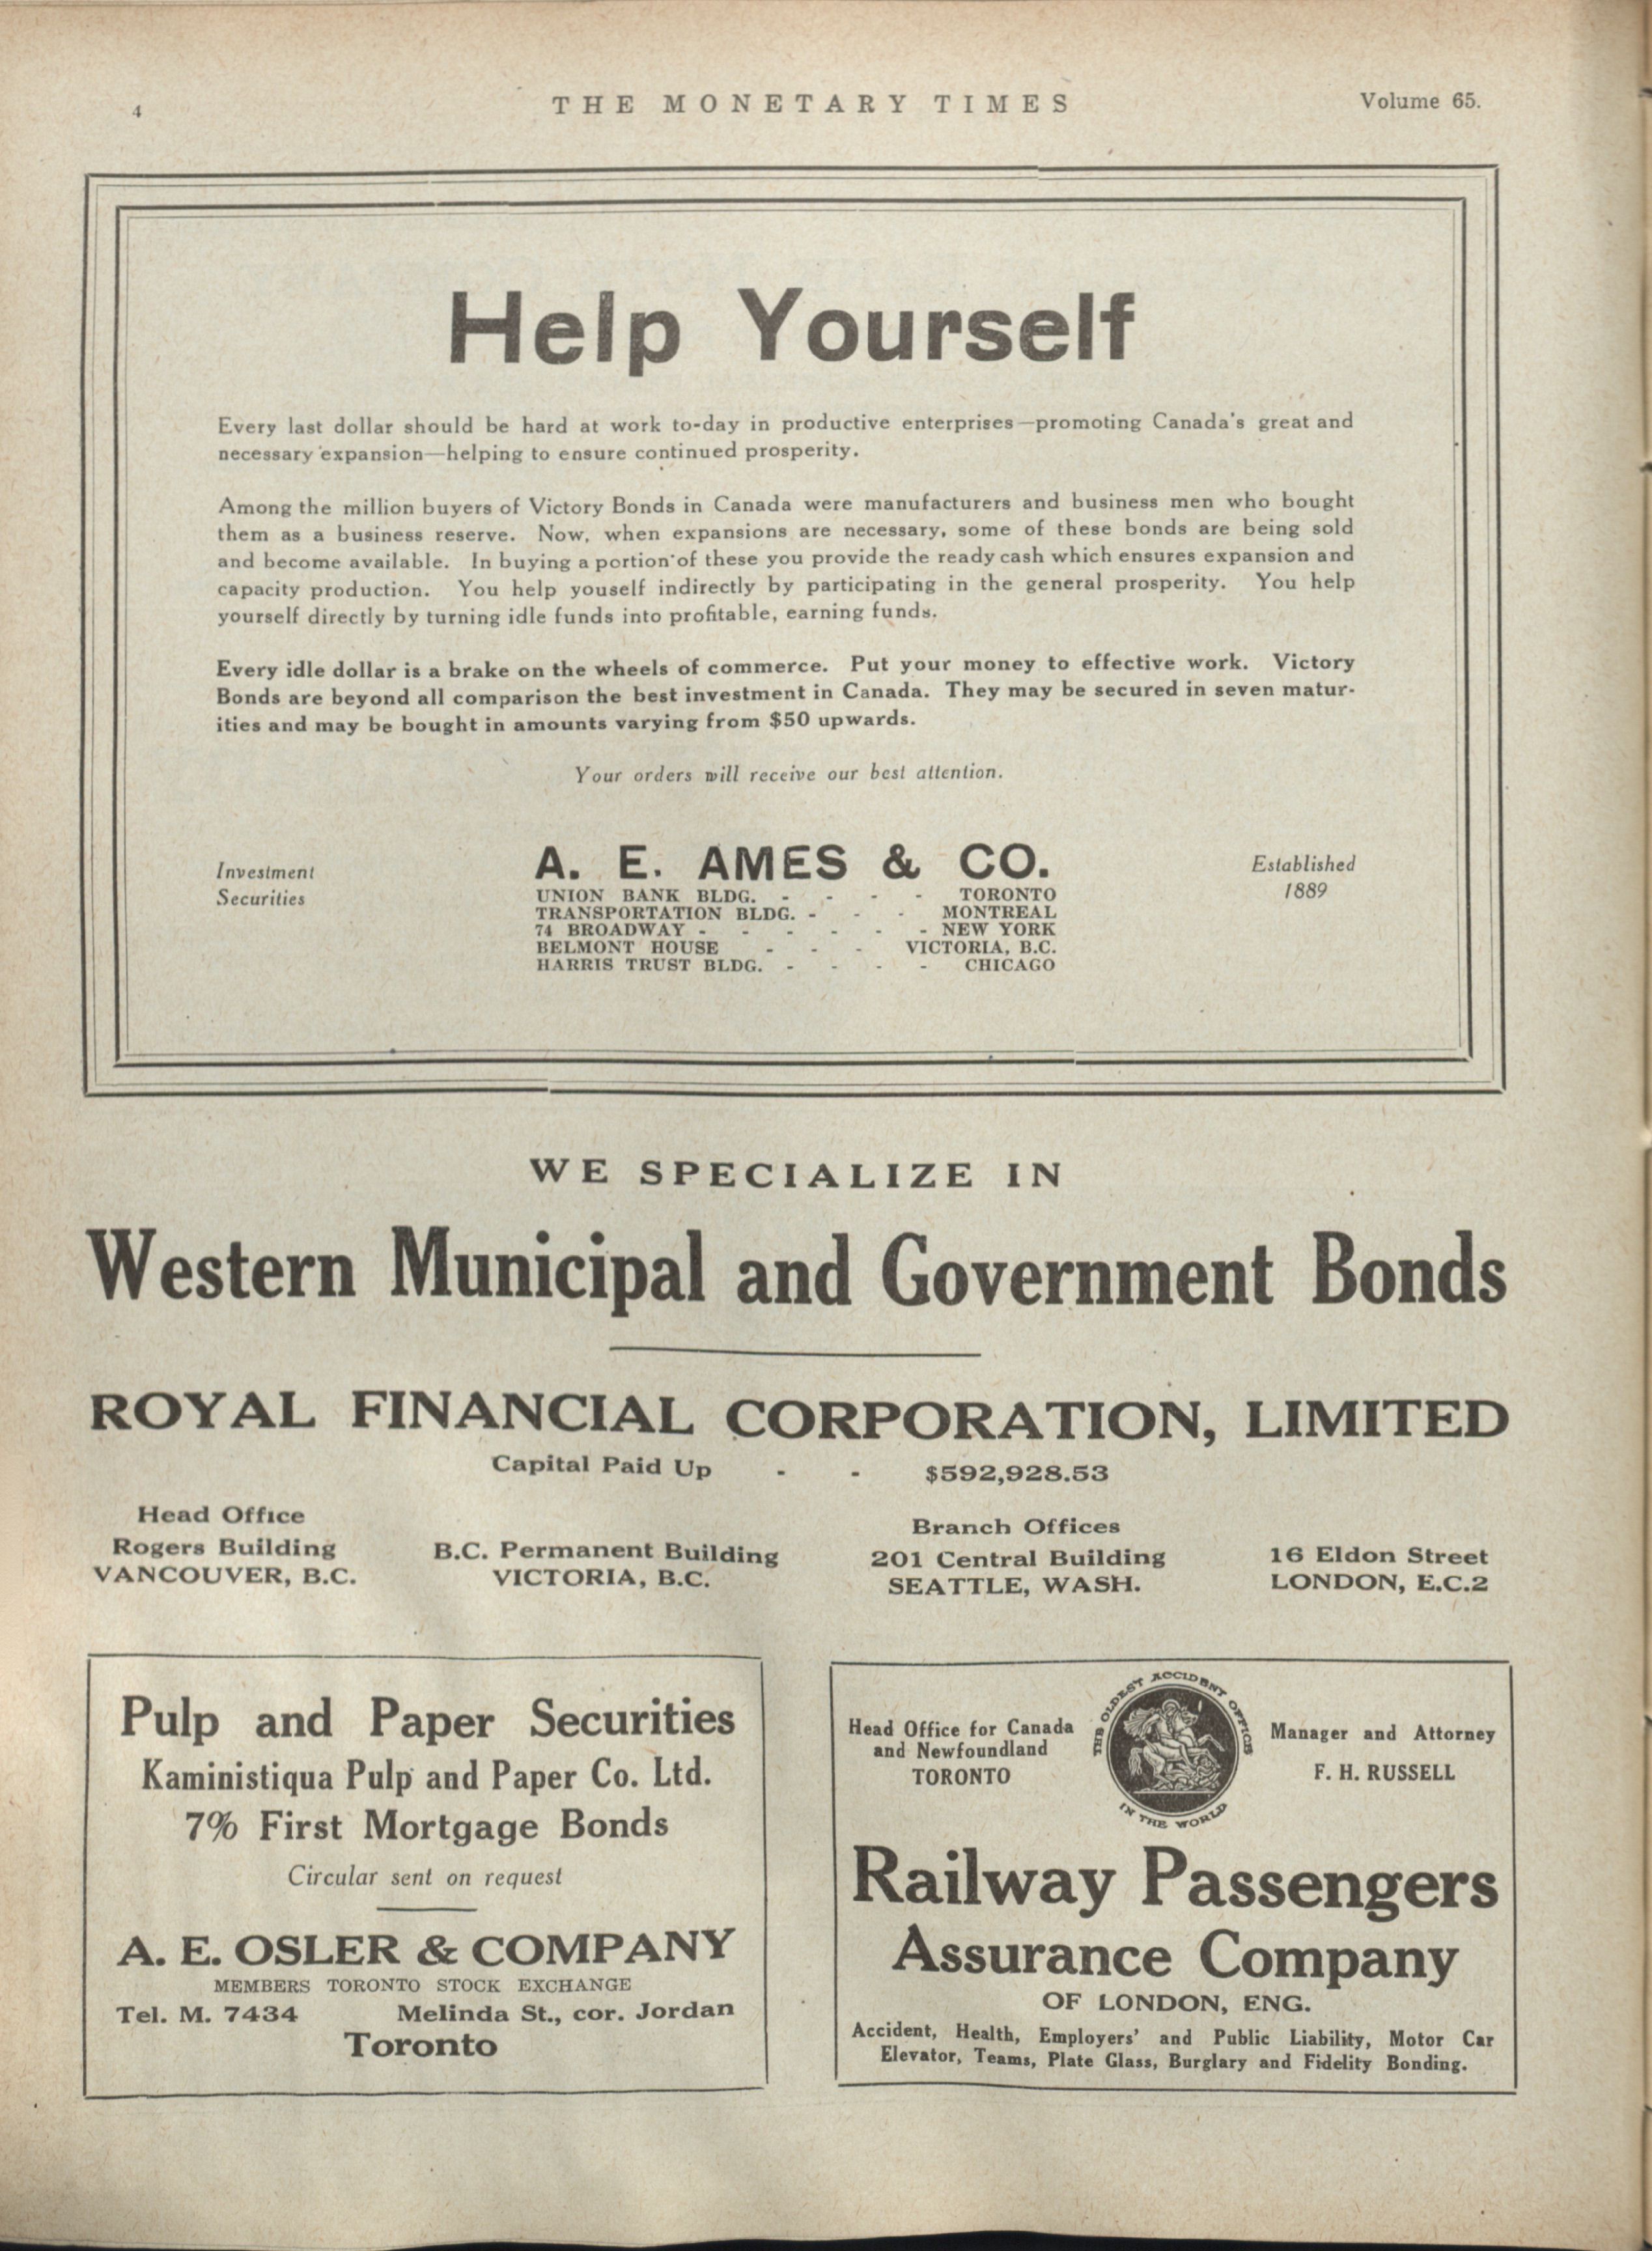 4
THE MONETARY TIMES
Volume 65.
Help Yourself
Every last dollar should be hard at work to-day in productive enterprises—promoting Canada's great and
necessary expansion—helping to ensure continued prosperity.
Among the million buyers of Victory Bonds in Canada were manufacturers and business men who bought
them as a business reserve. Now, when expansions are necessary, some of these bonds are being sold
and become available. In buying a portion of these you provide the ready cash which ensures expansion and
capacity production. You help youself indirectly by participating in the general prosperity. You help
yourself directly by turning idle funds into profitable, earning funds.
Every idle dollar is a brake on the wheels of commerce. Put your money to effective work. Victory
Bonds are beyond all comparison the best investment in Canada. They may be secured in seven matur-
ities and may be bought in amounts varying from $50 upwards.
Your orders will receive our best attention.
Investment
Securities
A. E. AMES & CO.
UNION BANK BLDG. - - - - TORONTO
TRANSPORTATION BLDG. - - - MONTREAL
74 BROADWAY - - - - - - NEW YORK
BELMONT HOUSE - - - VICTORIA, B.C.
HARRIS TRUST BLDG. - - - - CHICAGO
Established
1889
WE SPECIALIZE IN
Western Municipal and Government Bonds
ROYAL FINANCIAL CORPORATION, LIMITED
Capital Paid Up - - $592,928.53
Head Office
Rogers Building
VANCOUVER, B.C.
B.C. Permanent Building
VICTORIA, B.C.
Branch Offices
201 Central Building
SEATTLE, WASH.
16 Eldon Street
LONDON, E.C.2
Pulp and Paper Securities
Kaministiqua Pulp and Paper Co. Ltd.
7% First Mortgage Bonds
Circular sent on request
A. E. OSLER & COMPANY
MEMBERS TORONTO STOCK EXCHANGE
Tel. M. 7434 Melinda St., cor. Jordan
Toronto
Head Office for Canada
and Newfoundland
TORONTO
THE OLDEST ACCIDENT OFFICE
IN THE WORLD
Manager and Attorney
F. H. RUSSELL
Railway Passengers
Assurance Company
OF LONDON, ENG.
Accident, Health, Employers' and Public Liability, Motor Car
Elevator, Teams, Plate Glass, Burglary and Fidelity Bonding.